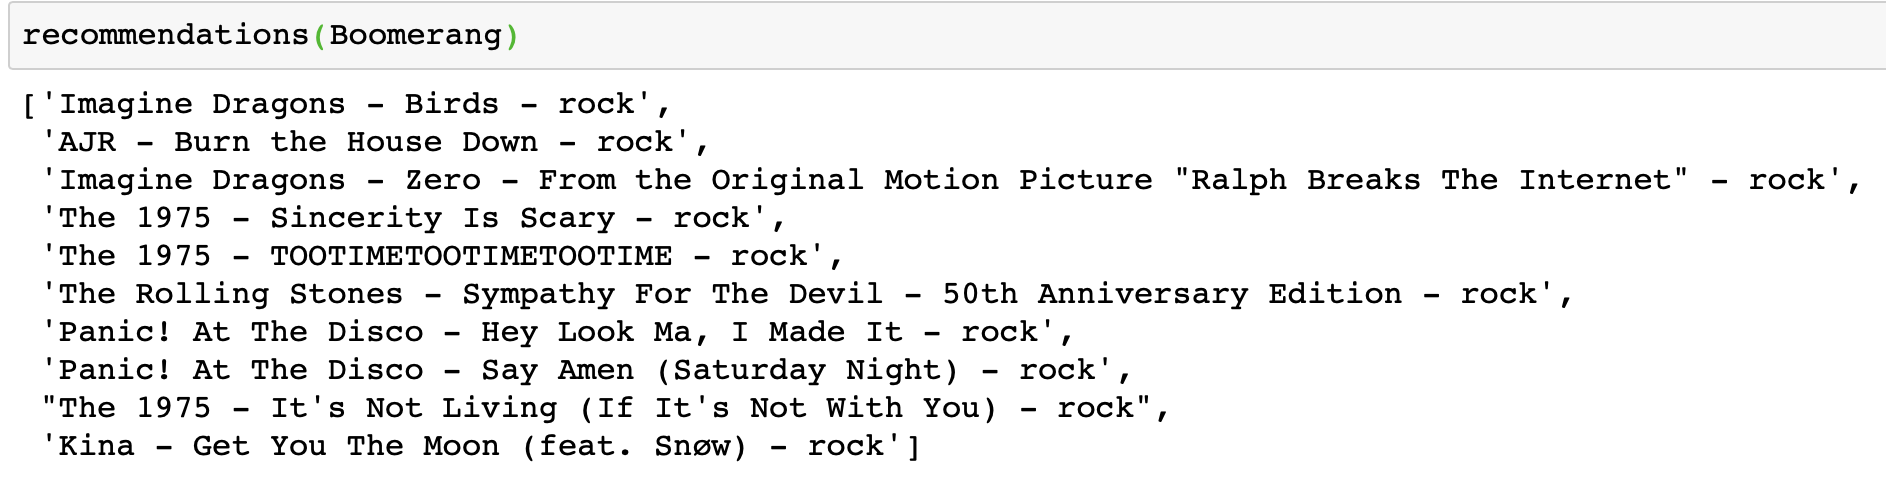 recommendations(Boomerang)
['Imagine Dragons - Birds - rock',
'AJR - Burn the House Down - rock',
'Imagine Dragons - Zero - From the Original Motion Picture "Ralph Breaks The Internet" - rock',
'The 1975 - Sincerity Is Scary - rock',
'The 1975 - TOOTIMETOOTIMETOOTIME - rock',
'The Rolling Stones - Sympathy For The Devil - 50th Anniversary Edition - rock',
'Panic! At The Disco - Hey Look Ma, I Made It - rock',
'Panic! At The Disco - Say Amen (Saturday Night) - rock',
"The 1975 - It's Not Living (If It's Not With You) - rock",
'Kina - Get You The Moon (feat. Snøw) - rock']